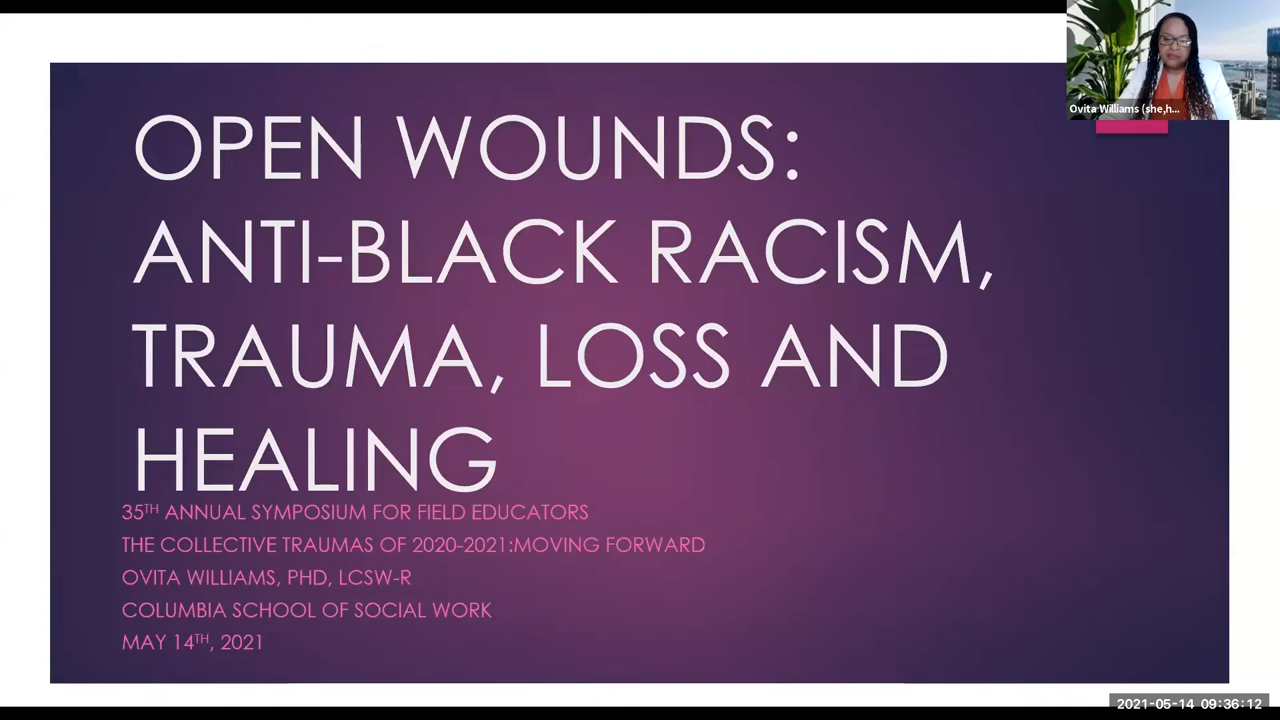 Ovita Williams (she,h...
OPEN WOUNDS:
ANTI-BLACK RACISM,
TRAUMA, LOSS AND
HEALING
35TH ANNUAL SYMPOSIUM FOR FIELD EDUCATORS
THE COLLECTIVE TRAUMAS OF 2020-2021:MOVING FORWARD
OVITA WILLIAMS, PHD, LCSW-R
COLUMBIA SCHOOL OF SOCIAL WORK
MAY 14TH, 2021
2021-05-14 09:36:12